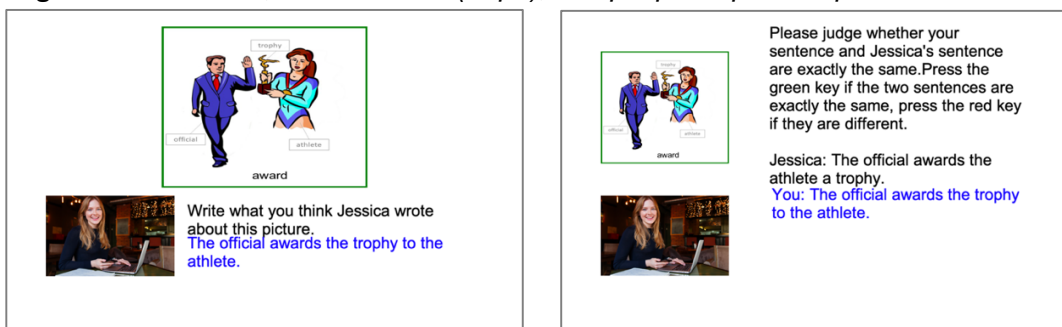 trophy
official
athlete
award
Write what you think Jessica wrote
about this picture.
The official awards the trophy to the
athlete.
Please judge whether your
sentence and Jessica's sentence
are exactly the same.Press the
green key if the two sentences are
exactly the same, press the red key
if they are different.
trophy
official
athlete
award
Jessica: The official awards the
athlete a trophy.
You: The official awards the trophy
to the athlete.